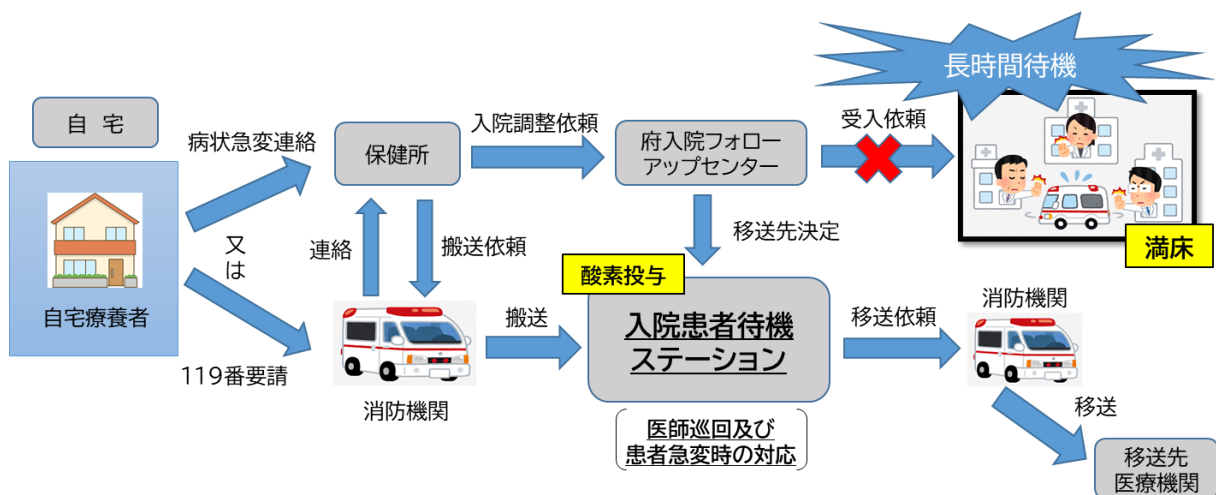 長時間待機
自 宅
病状急変連絡
保健所
入院調整依頼
府入院フォロー
アップセンター
受入依頼
満床
又は
連絡
搬送依頼
移送先決定
自宅療養者
119番要請
消防機関
搬送
酸素投与
入院患者待機
ステーション
医師巡回及び
患者急変時の対応
移送依頼
消防機関
移送
移送先
医療機関